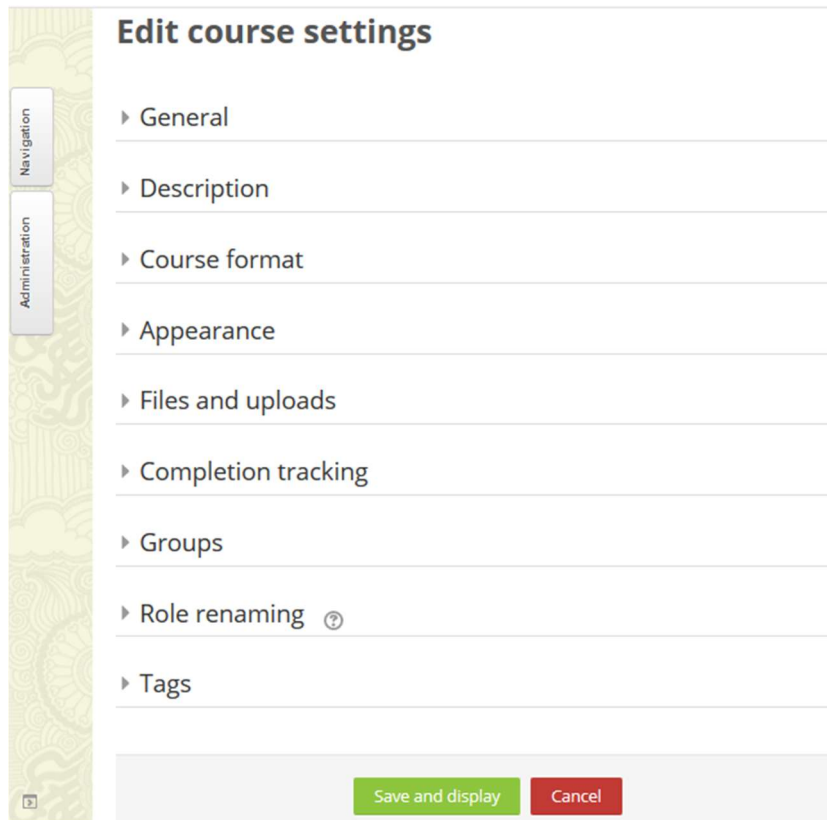 Edit course settings
Navigation
Administration
General
Description
Course format
Appearance
Files and uploads
Completion tracking
Groups
Role renaming
Tags
Save and display
Cancel